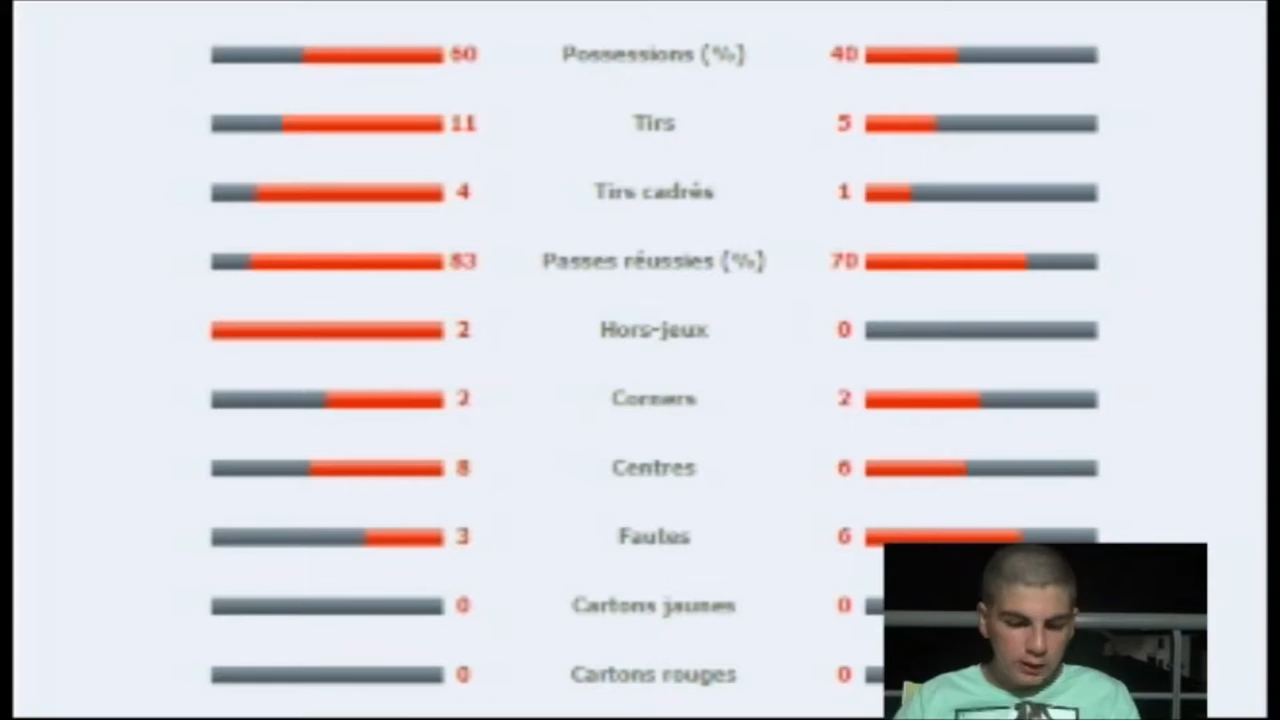 60 Possessions (%) 40
11 Tirs 5
4 Tirs cadrés 1
83 Passes réussies (%) 70
2 Hors-jeux 0
2 Corners 2
8 Centres 6
3 Fautes 6
0 Cartons jaunes 0
0 Cartons rouges 0